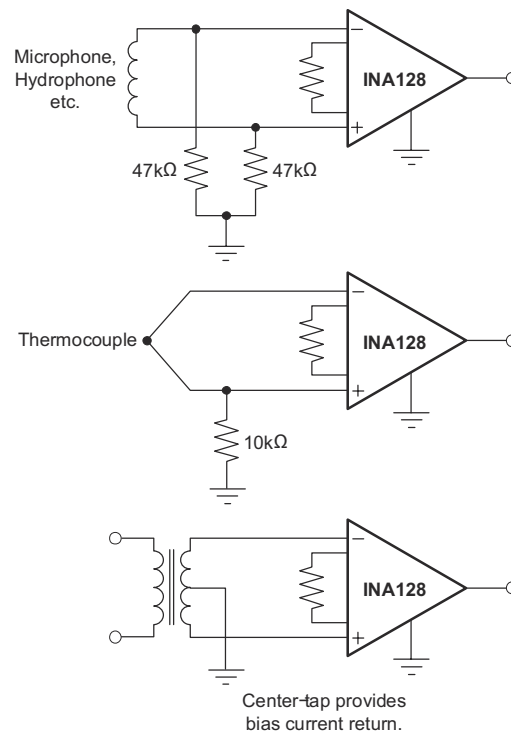 Microphone,
Hydrophone
etc.
−
INA128
+
47kΩ
47kΩ
Thermocouple
−
INA128
+
10kΩ
−
INA128
+
Center-tap provides
bias current return.